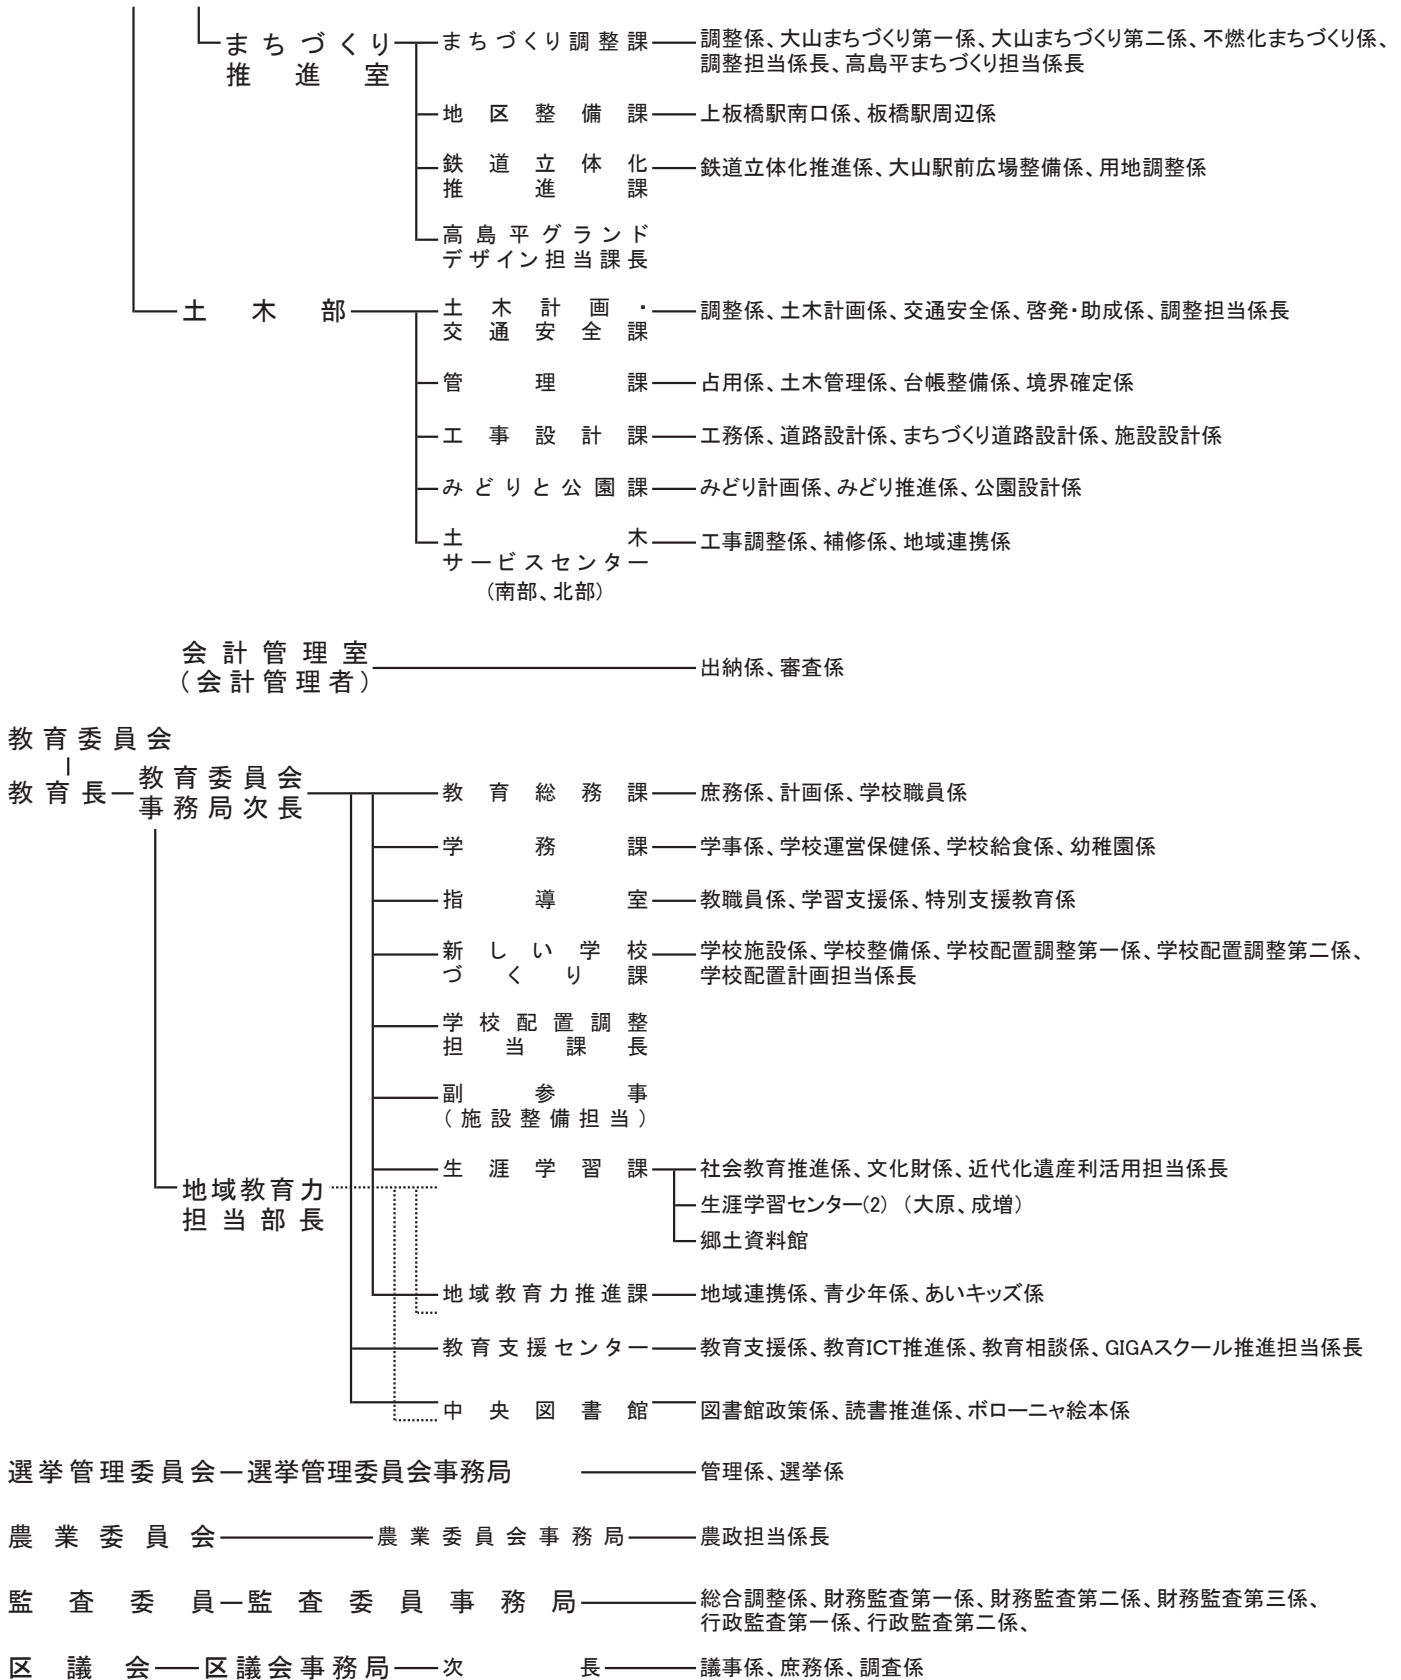 まちづくり推進室 まちづくり調整課 調整係、大山まちづくり第一係、大山まちづくり第二係、不燃化まちづくり係、
調整担当係長、高島平まちづくり担当係長
地区整備課 上板橋駅南口係、板橋駅周辺係
鉄道立体化推進課 鉄道立体化推進係、大山駅前広場整備係、用地調整係
高島平グランド
デザイン担当課長
土木部 土木計画・交通安全課 調整係、土木計画係、交通安全係、啓発・助成係、調整担当係長
管理課 占用係、土木管理係、台帳整備係、境界確定係
工事設計課 工務係、道路設計係、まちづくり道路設計係、施設設計係
みどりと公園課 みどり計画係、みどり推進係、公園設計係
土木サービスセンター 工事調整係、補修係、地域連携係
(南部、北部)
会計管理室
(会計管理者) 出納係、審査係
教育委員会
教育長 教育委員会事務局次長 教育総務課 庶務係、計画係、学校職員係
学務課 学事係、学校運営保健係、学校給食係、幼稚園係
指導室 教職員係、学習支援係、特別支援教育係
新しい学校づくり課 学校施設係、学校整備係、学校配置調整第一係、学校配置調整第二係、
学校配置計画担当係長
学校配置調整
担当課長
副参事
(施設整備担当)
生涯学習課 社会教育推進係、文化財係、近代化遺産利活用担当係長
地域教育力担当部長 生涯学習センター(2) (大原、成増)
郷土資料館
地域教育力推進課 地域連携係、青少年係、あいキッズ係
教育支援センター 教育支援係、教育ICT推進係、教育相談係、GIGAスクール推進担当係長
中央図書館 図書館政策係、読書推進係、ボローニャ絵本係
選挙管理委員会 選挙管理委員会事務局 管理係、選挙係
農業委員会 農業委員会事務局 農政担当係長
監査委員 監査委員事務局 総合調整係、財務監査第一係、財務監査第二係、財務監査第三係、
行政監査第一係、行政監査第二係、
区議会 区議会事務局 次長 議事係、庶務係、調査係